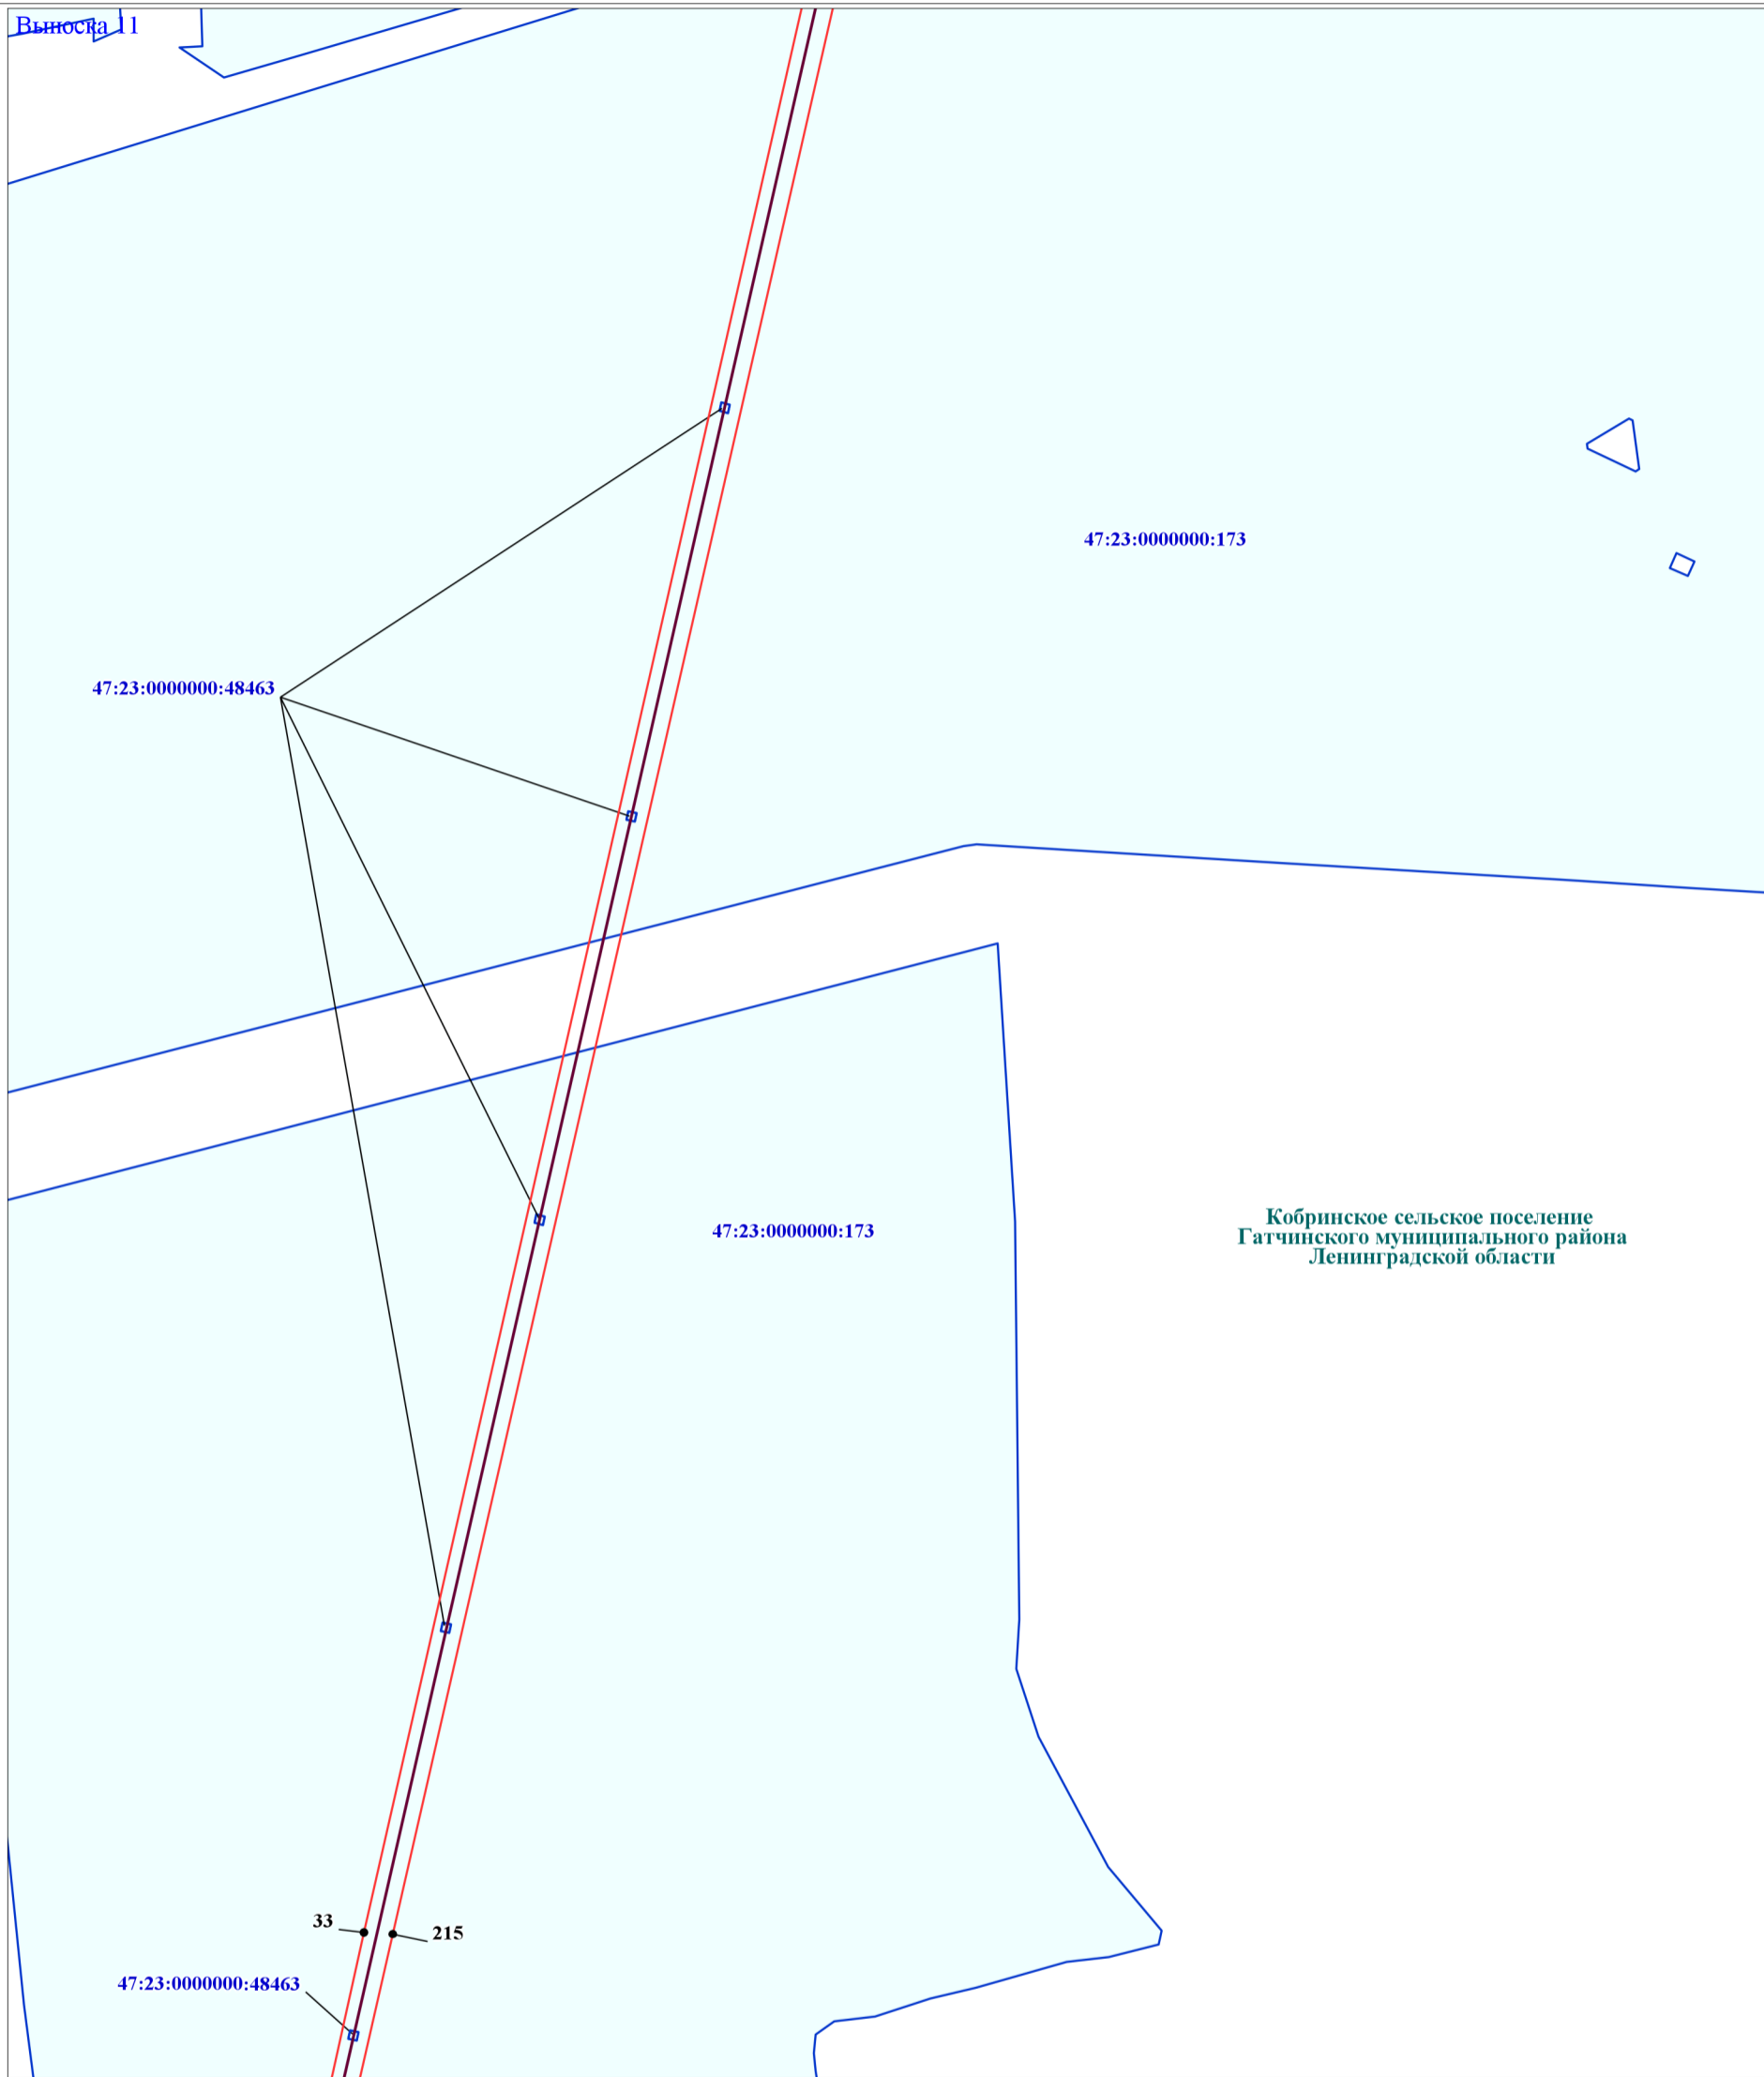 Выноска 11
47:23:0000000:173
47:23:0000000:48463
47:23:0000000:173
Кобринское сельское поселение
Гатчинского муниципального района
Ленинградской области
33
215
47:23:0000000:48463